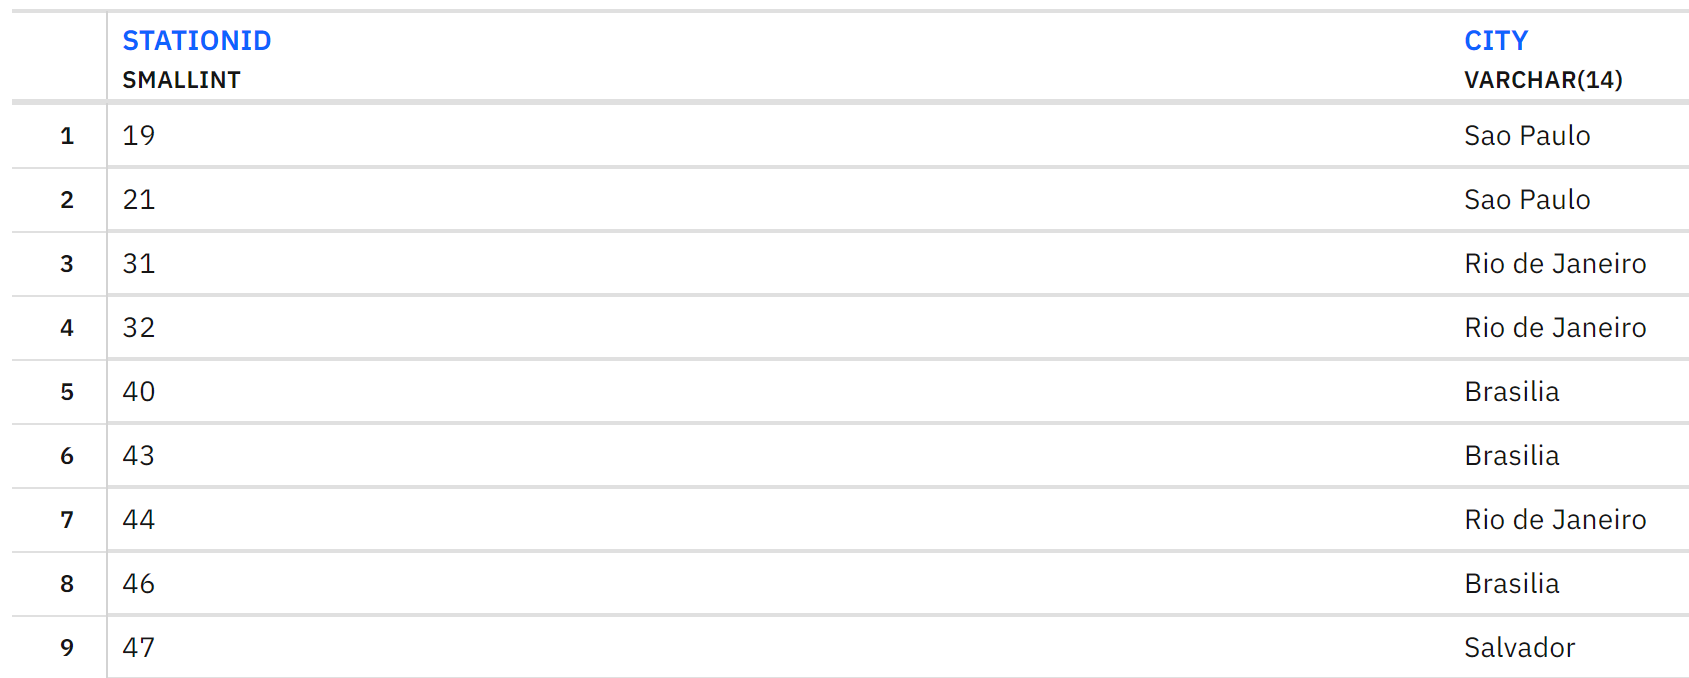 STATIONID CITY
SMALLINT VARCHAR(14)
1 19 Sao Paulo
2 21 Sao Paulo
3 31 Rio de Janeiro
4 32 Rio de Janeiro
5 40 Brasilia
6 43 Brasilia
7 44 Rio de Janeiro
8 46 Brasilia
9 47 Salvador